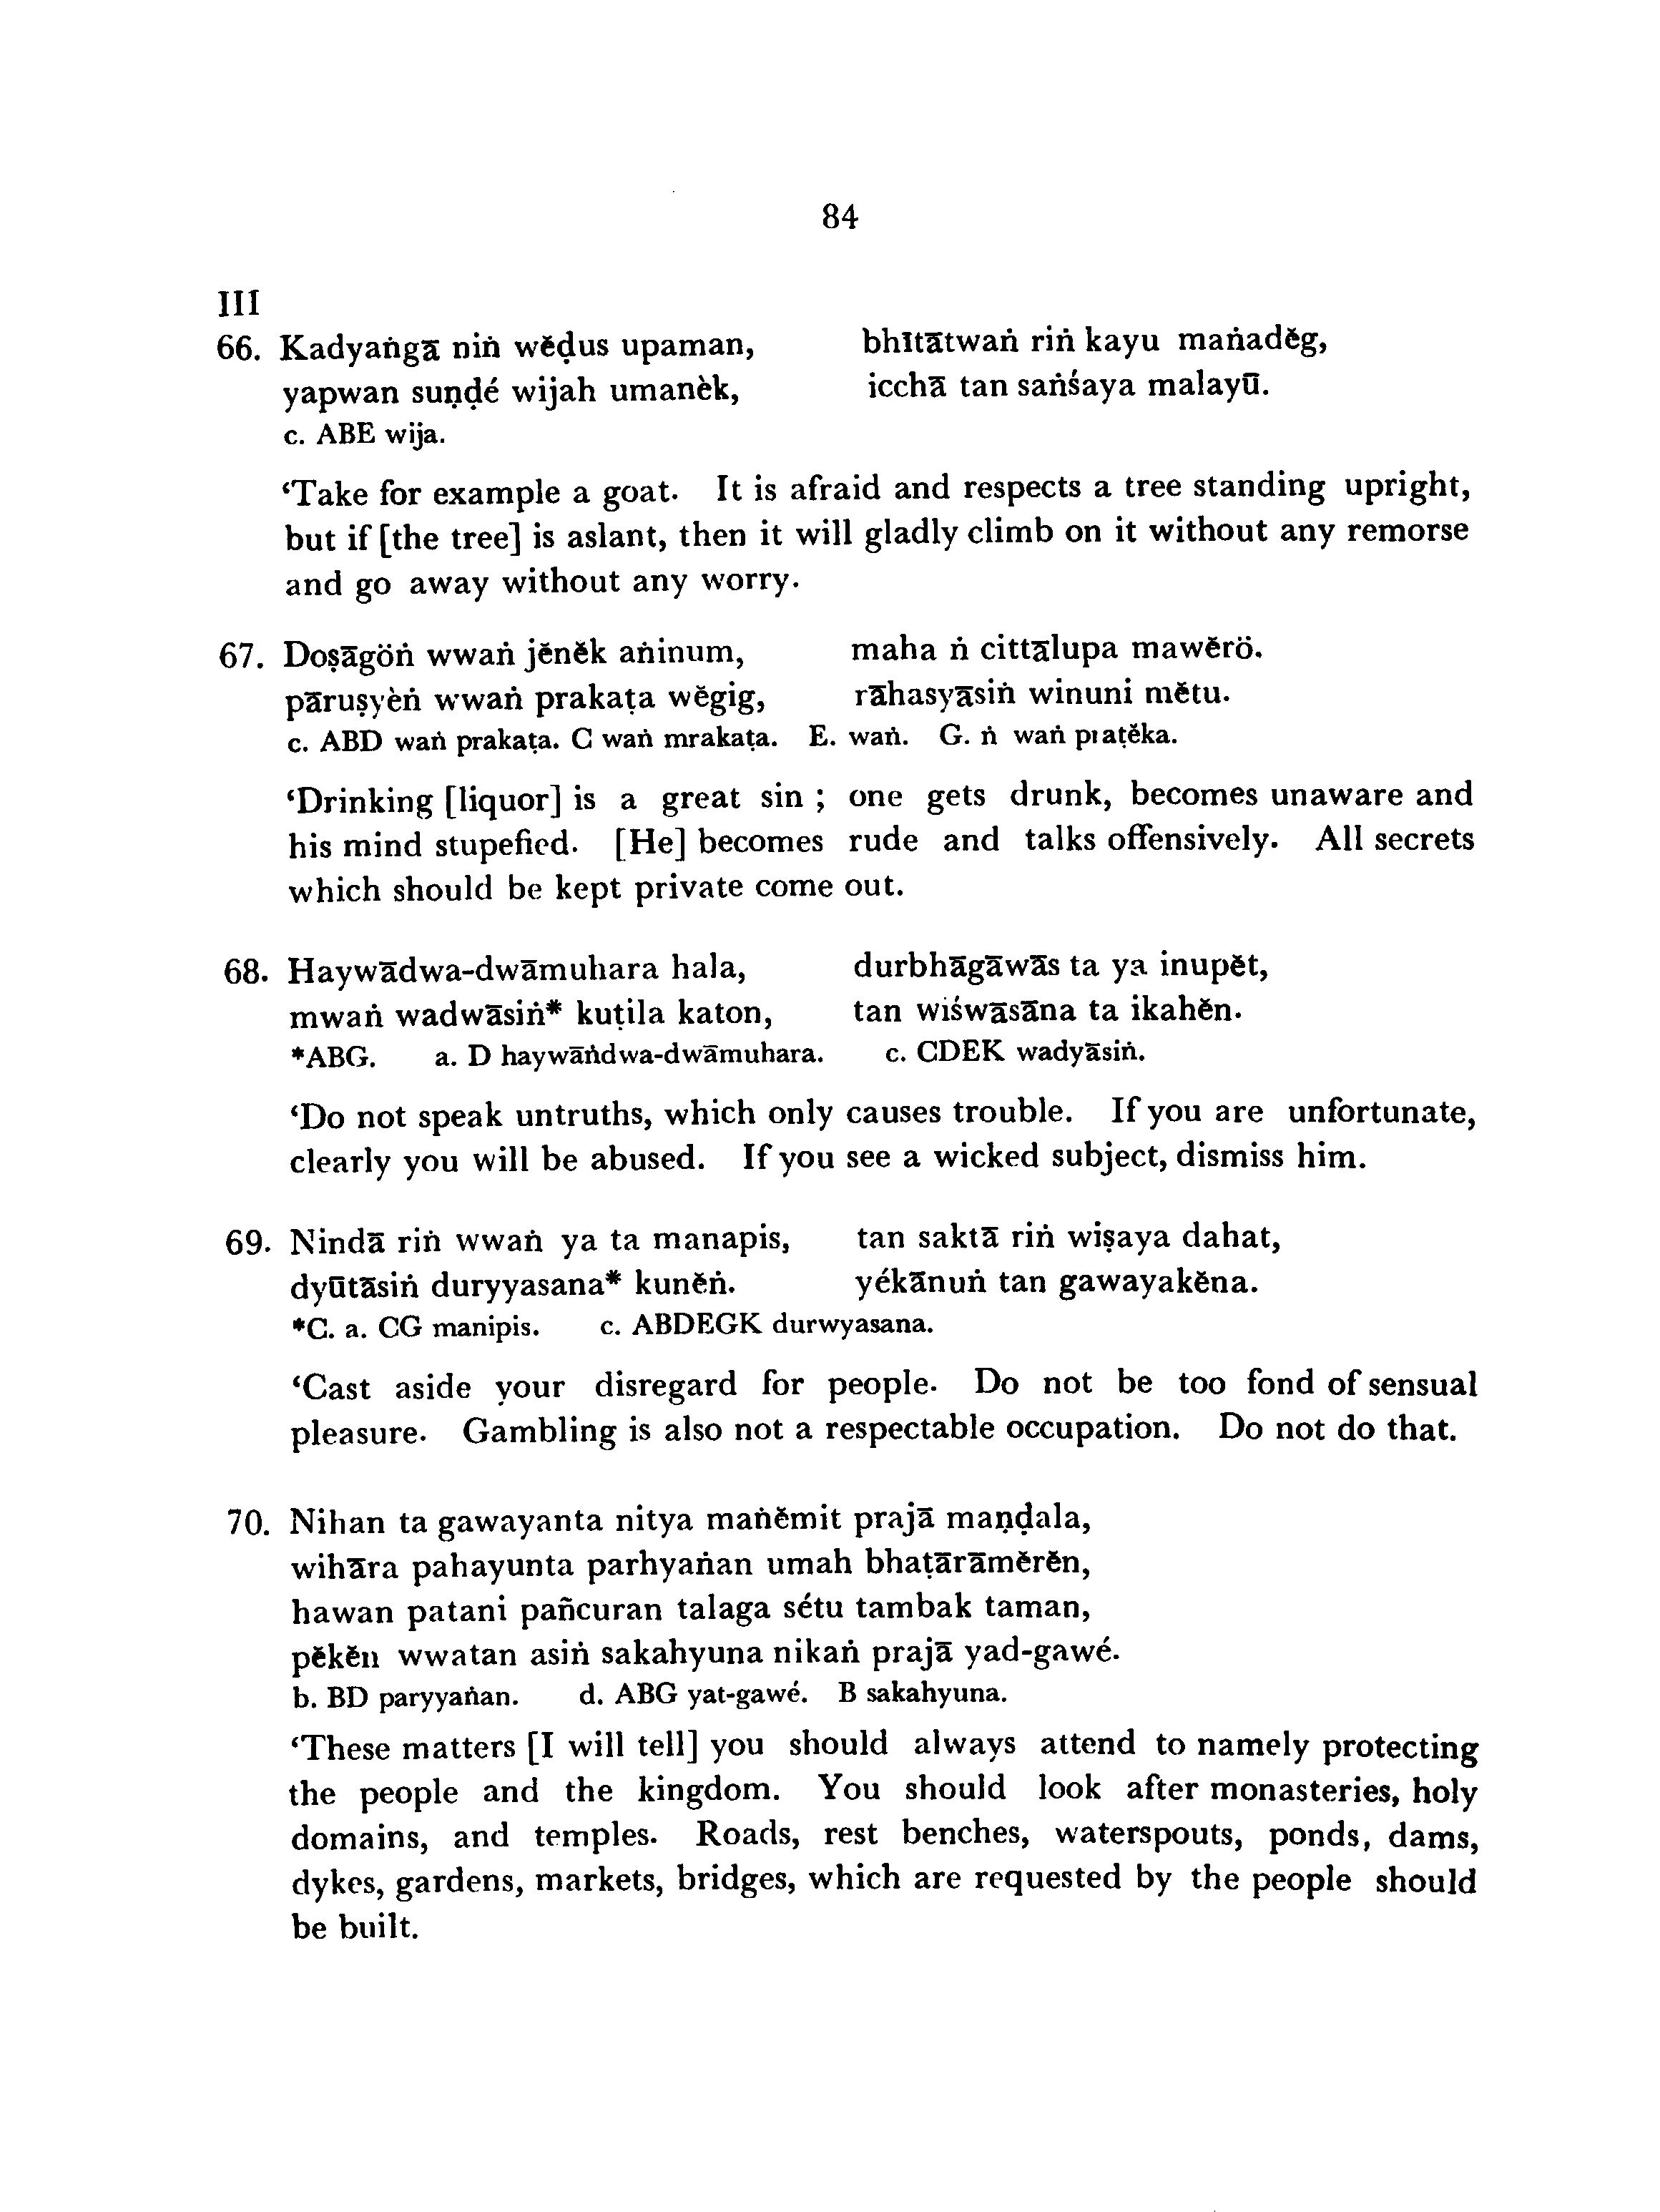 84
III
66. Kadyaṅgā niṅ wĕḍus upaman, bhītātwaṅ riṅ kayu maṅadĕg,
yapwan suṇḍé wijah umanèk, icchā tan saṅśaya malayū.
c. ABE wija.
‘Take for example a goat. It is afraid and respects a tree standing upright,
but if [the tree] is aslant, then it will gladly climb on it without any remorse
and go away without any worry.
67. Doṣāgöṅ wwaṅ jĕnĕk aṅinum, maha ṅ cittālupa mawĕrö.
pāruṣyèṅ wwaṅ prakaṭa wĕgig, rāhasyāsiṅ winuni mĕtu.
c. ABD waṅ prakaṭa. C waṅ mrakaṭa. E. waṅ. G. ṅ waṅ pratĕka.
‘Drinking [liquor] is a great sin ; one gets drunk, becomes unaware and
his mind stupefied. [He] becomes rude and talks offensively. All secrets
which should be kept private come out.
68. Haywādwa-dwāmuhara hala, durbhāgāwās ta ya inupĕt,
mwaṅ wadwāsiṅ* kuṭila katon, tan wiśwāsāna ta ikahĕn.
*ABG. a. D haywāṅdwa-dwāmuhara. c. CDEK wadyāsiṅ.
‘Do not speak untruths, which only causes trouble. If you are unfortunate,
clearly you will be abused. If you see a wicked subject, dismiss him.
69. Nindā riṅ wwaṅ ya ta manapis, tan saktā riṅ wiṣaya dahat,
dyūtāsiṅ duryyasana* kunĕṅ. yékānuṅ tan gawayakĕna.
*C. a. CG manipis. c. ABDEGK durwyasana.
‘Cast aside your disregard for people. Do not be too fond of sensual
pleasure. Gambling is also not a respectable occupation. Do not do that.
70. Nihan ta gawayanta nitya maṅĕmit prajā maṇḍala,
wihāra pahayunta parhyaṅan umah bhaṭārāmĕrĕn,
hawan patani pañcuran talaga sétu tambak taman,
pĕkĕn wwatan asiṅ sakahyuna nikaṅ prajā yad-gawé.
b. BD paryyaṅan. d. ABG yat-gawé. B sakahyuna.
‘These matters [I will tell] you should always attend to namely protecting
the people and the kingdom. You should look after monasteries, holy
domains, and temples. Roads, rest benches, waterspouts, ponds, dams,
dykes, gardens, markets, bridges, which are requested by the people should
be built.